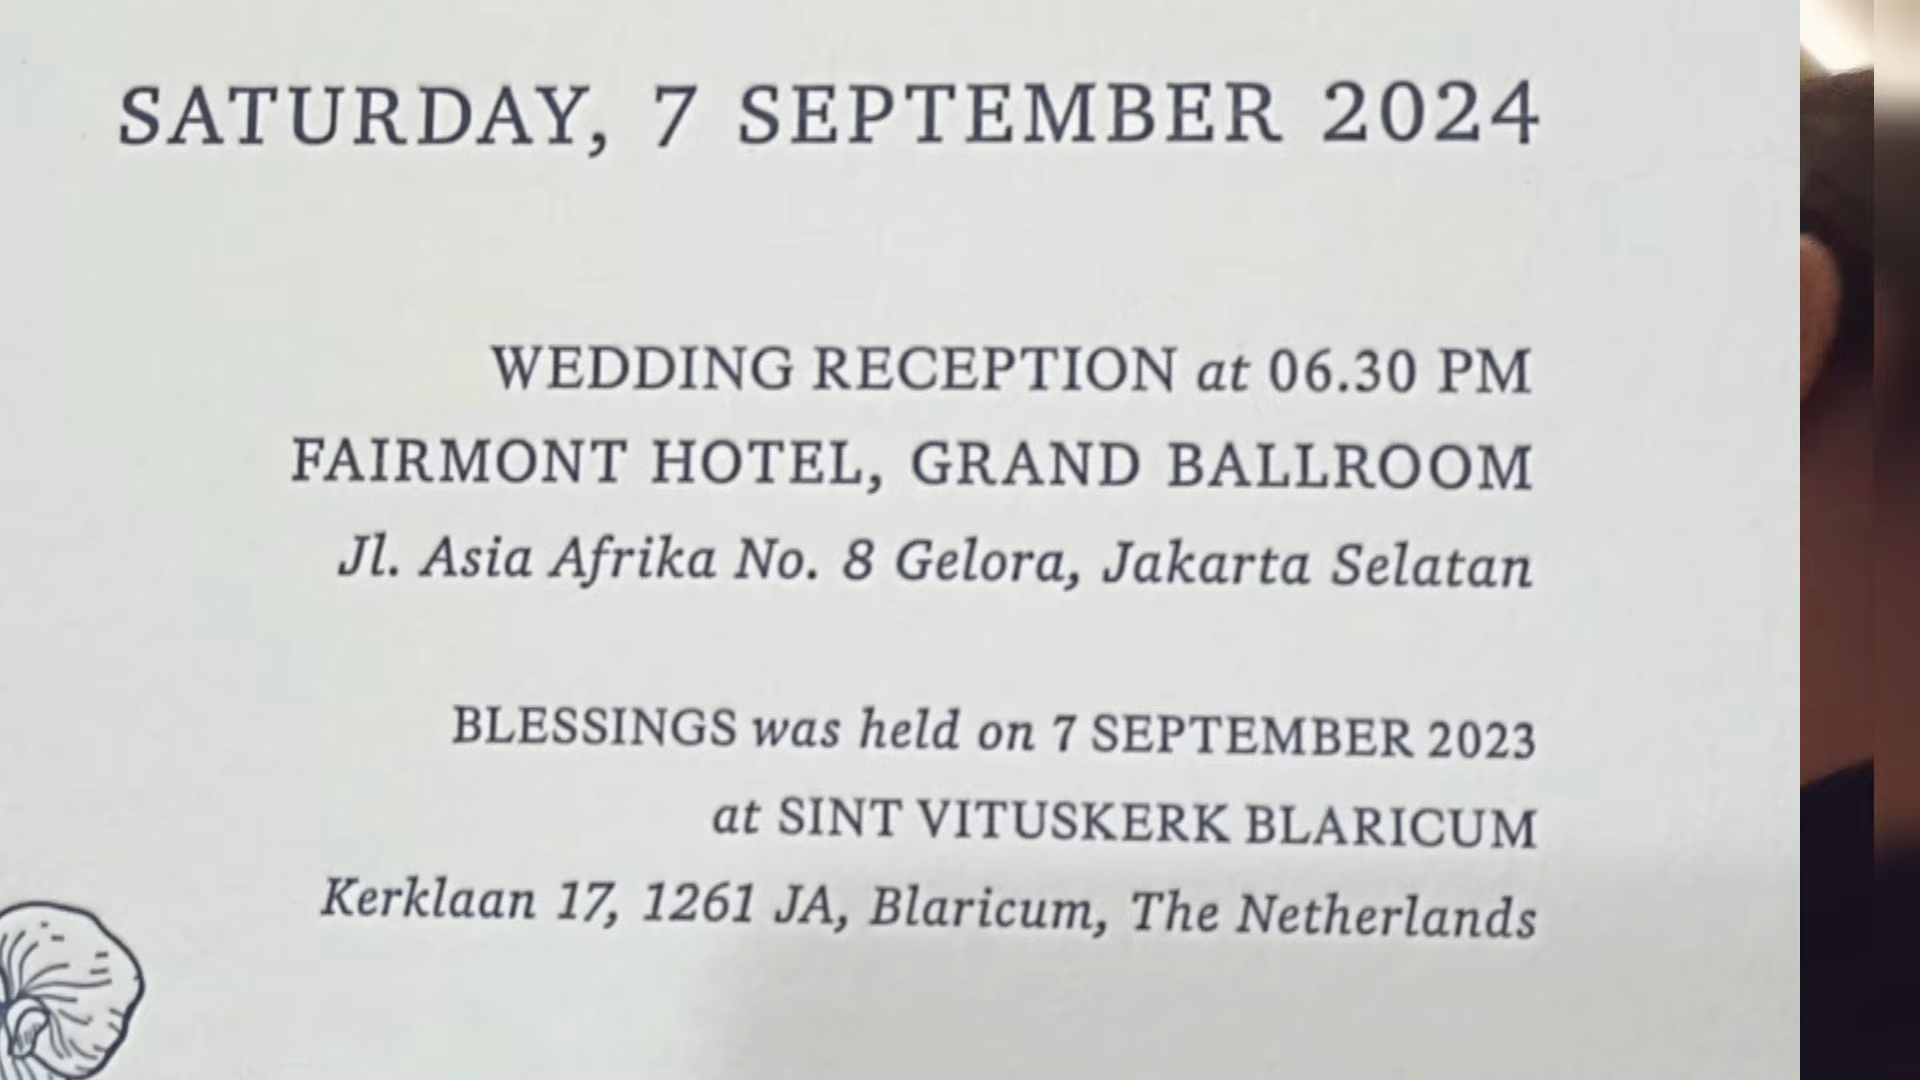 SATURDAY, 7 SEPTEMBER 2024
WEDDING RECEPTION at 06.30 PM
FAIRMONT HOTEL, GRAND BALLROOM
Jl. Asia Afrika No. 8 Gelora, Jakarta Selatan
BLESSINGS was held on 7 SEPTEMBER 2023
at SINT VITUSKERK BLARICUM
Kerklaan 17, 1261 JA, Blaricum, The Netherlands